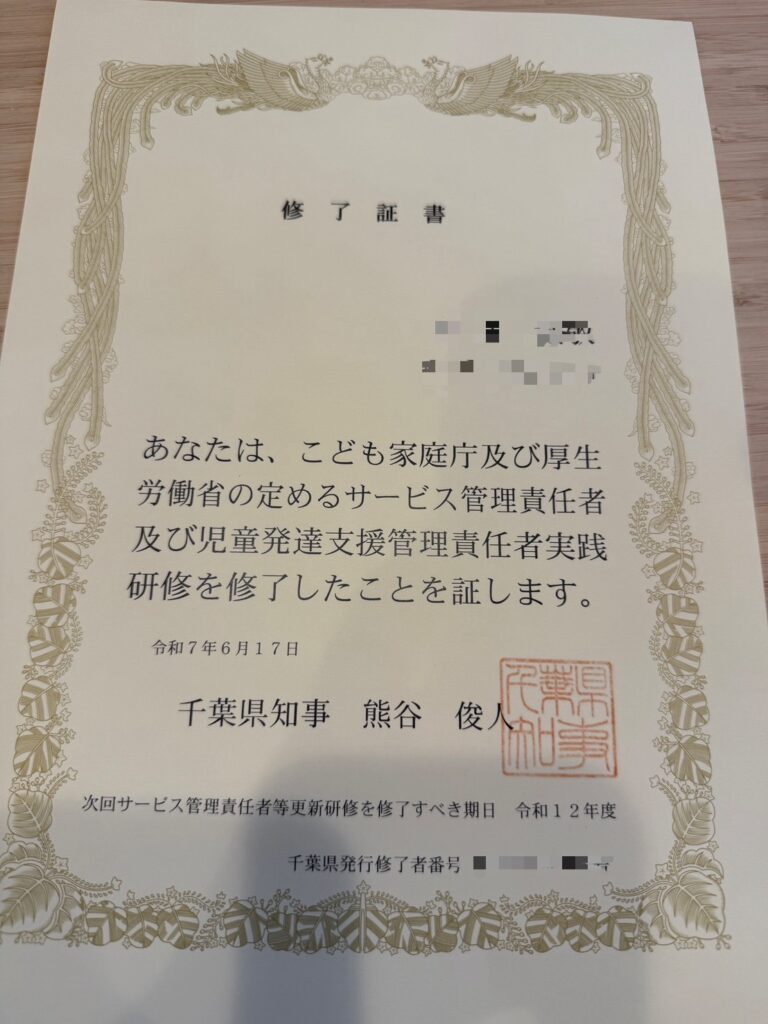 修了証書
あなたは、こども家庭庁及び厚生
労働省の定めるサービス管理責任者
及び児童発達支援管理責任者実践
研修を修了したことを証します。
令和７年６月１７日
千葉県知事　熊谷　俊人
千葉県知事
次回サービス管理責任者等更新研修を修了すべき期日　令和１２年度
千葉県発行修了者番号